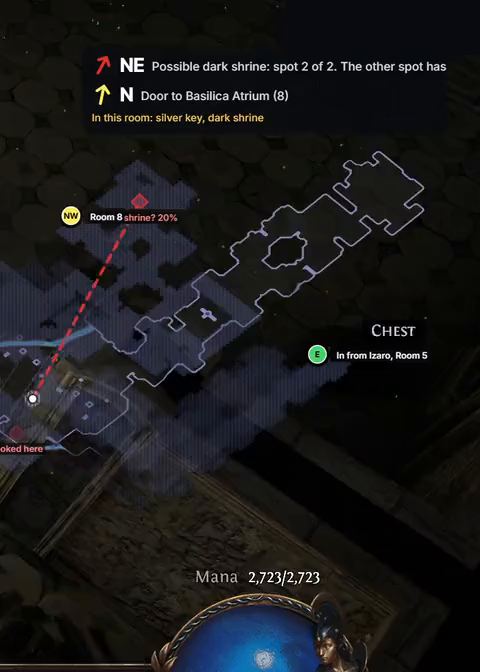 NE Possible dark shrine: spot 2 of 2. The other spot has
N Door to Basilica Atrium (8)
In this room: silver key, dark shrine
NW Room 8 shrine? 20%
Chest
E In from Izaro, Room 5
ooked here
Mana 2,723/2,723